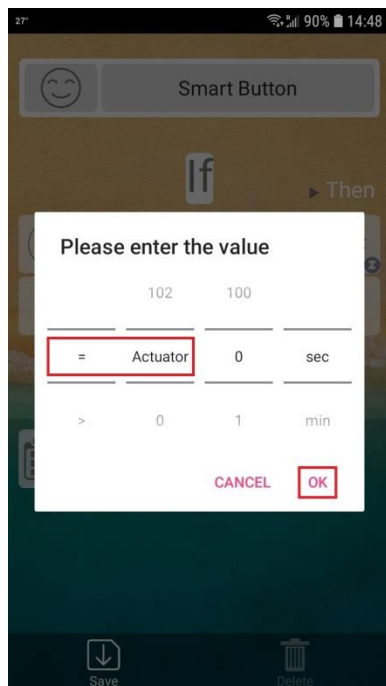 27° 90% 14:48
Smart Button
If
Then
Please enter the value
102 100
= Actuator 0 sec
> 0 1 min
CANCEL OK
Save Delete